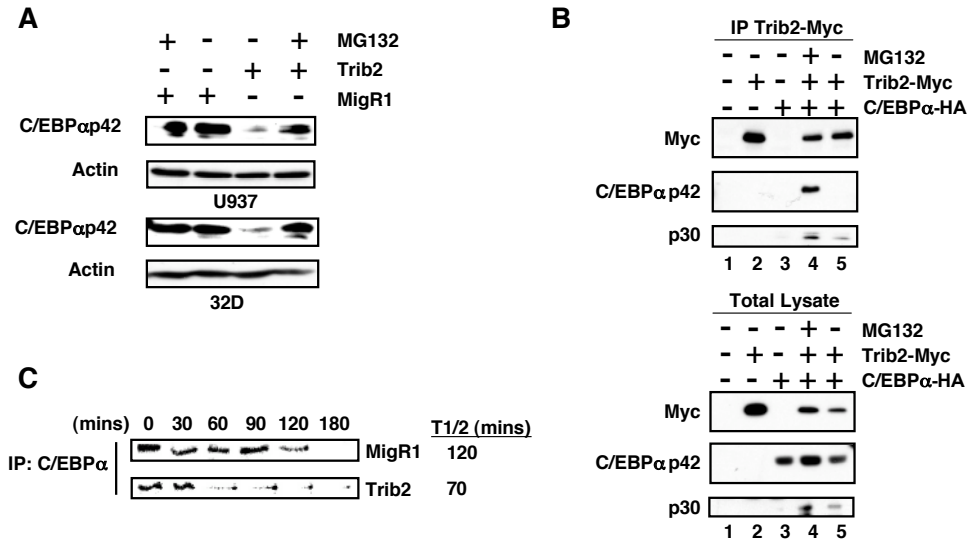 A
+ - - + MG132
- - + + Trib2
+ + - - MigR1
C/EBPαp42
Actin
U937
C/EBPαp42
Actin
32D
B
IP Trib2-Myc
- - - + - MG132
- + - + + Trib2-Myc
- - + + + C/EBPα-HA
Myc
C/EBPα p42
p30
1 2 3 4 5
Total Lysate
- - - + - MG132
- + - + + Trib2-Myc
- - + + + C/EBPα-HA
Myc
C/EBPα p42
p30
1 2 3 4 5
C
(mins) 0 30 60 90 120 180 T1/2 (mins)
IP: C/EBPα
MigR1 120
Trib2 70